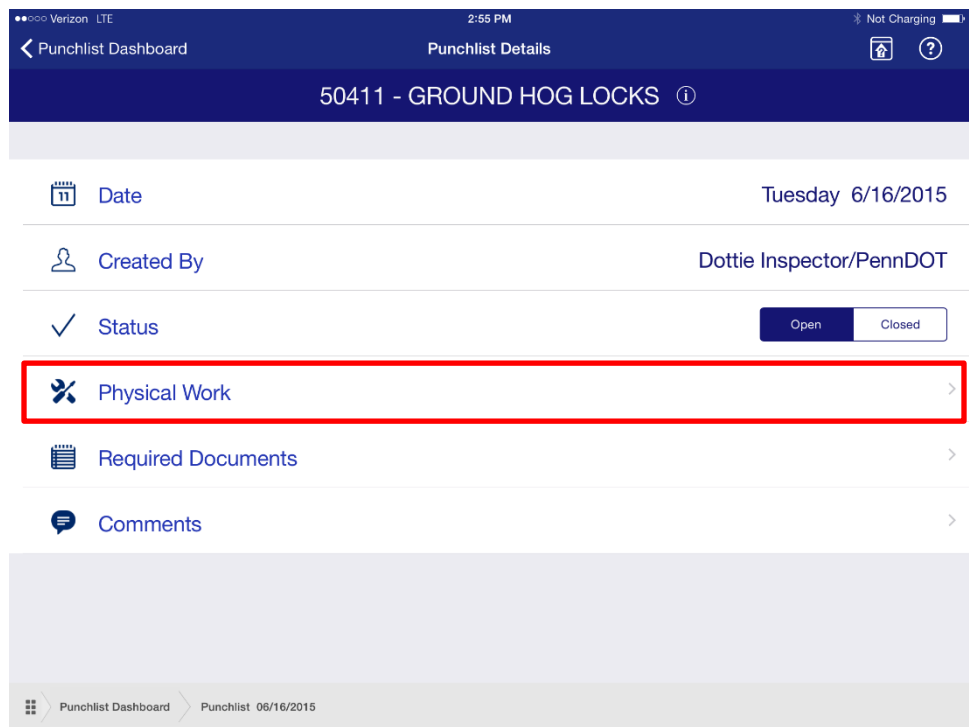 Verizon LTE 2:55 PM Not Charging
Punchlist Dashboard Punchlist Details ?
50411 - GROUND HOG LOCKS i
11 Date Tuesday 6/16/2015
Created By Dottie Inspector/PennDOT
Status Open Closed
Physical Work
Required Documents
Comments
Punchlist Dashboard Punchlist 06/16/2015